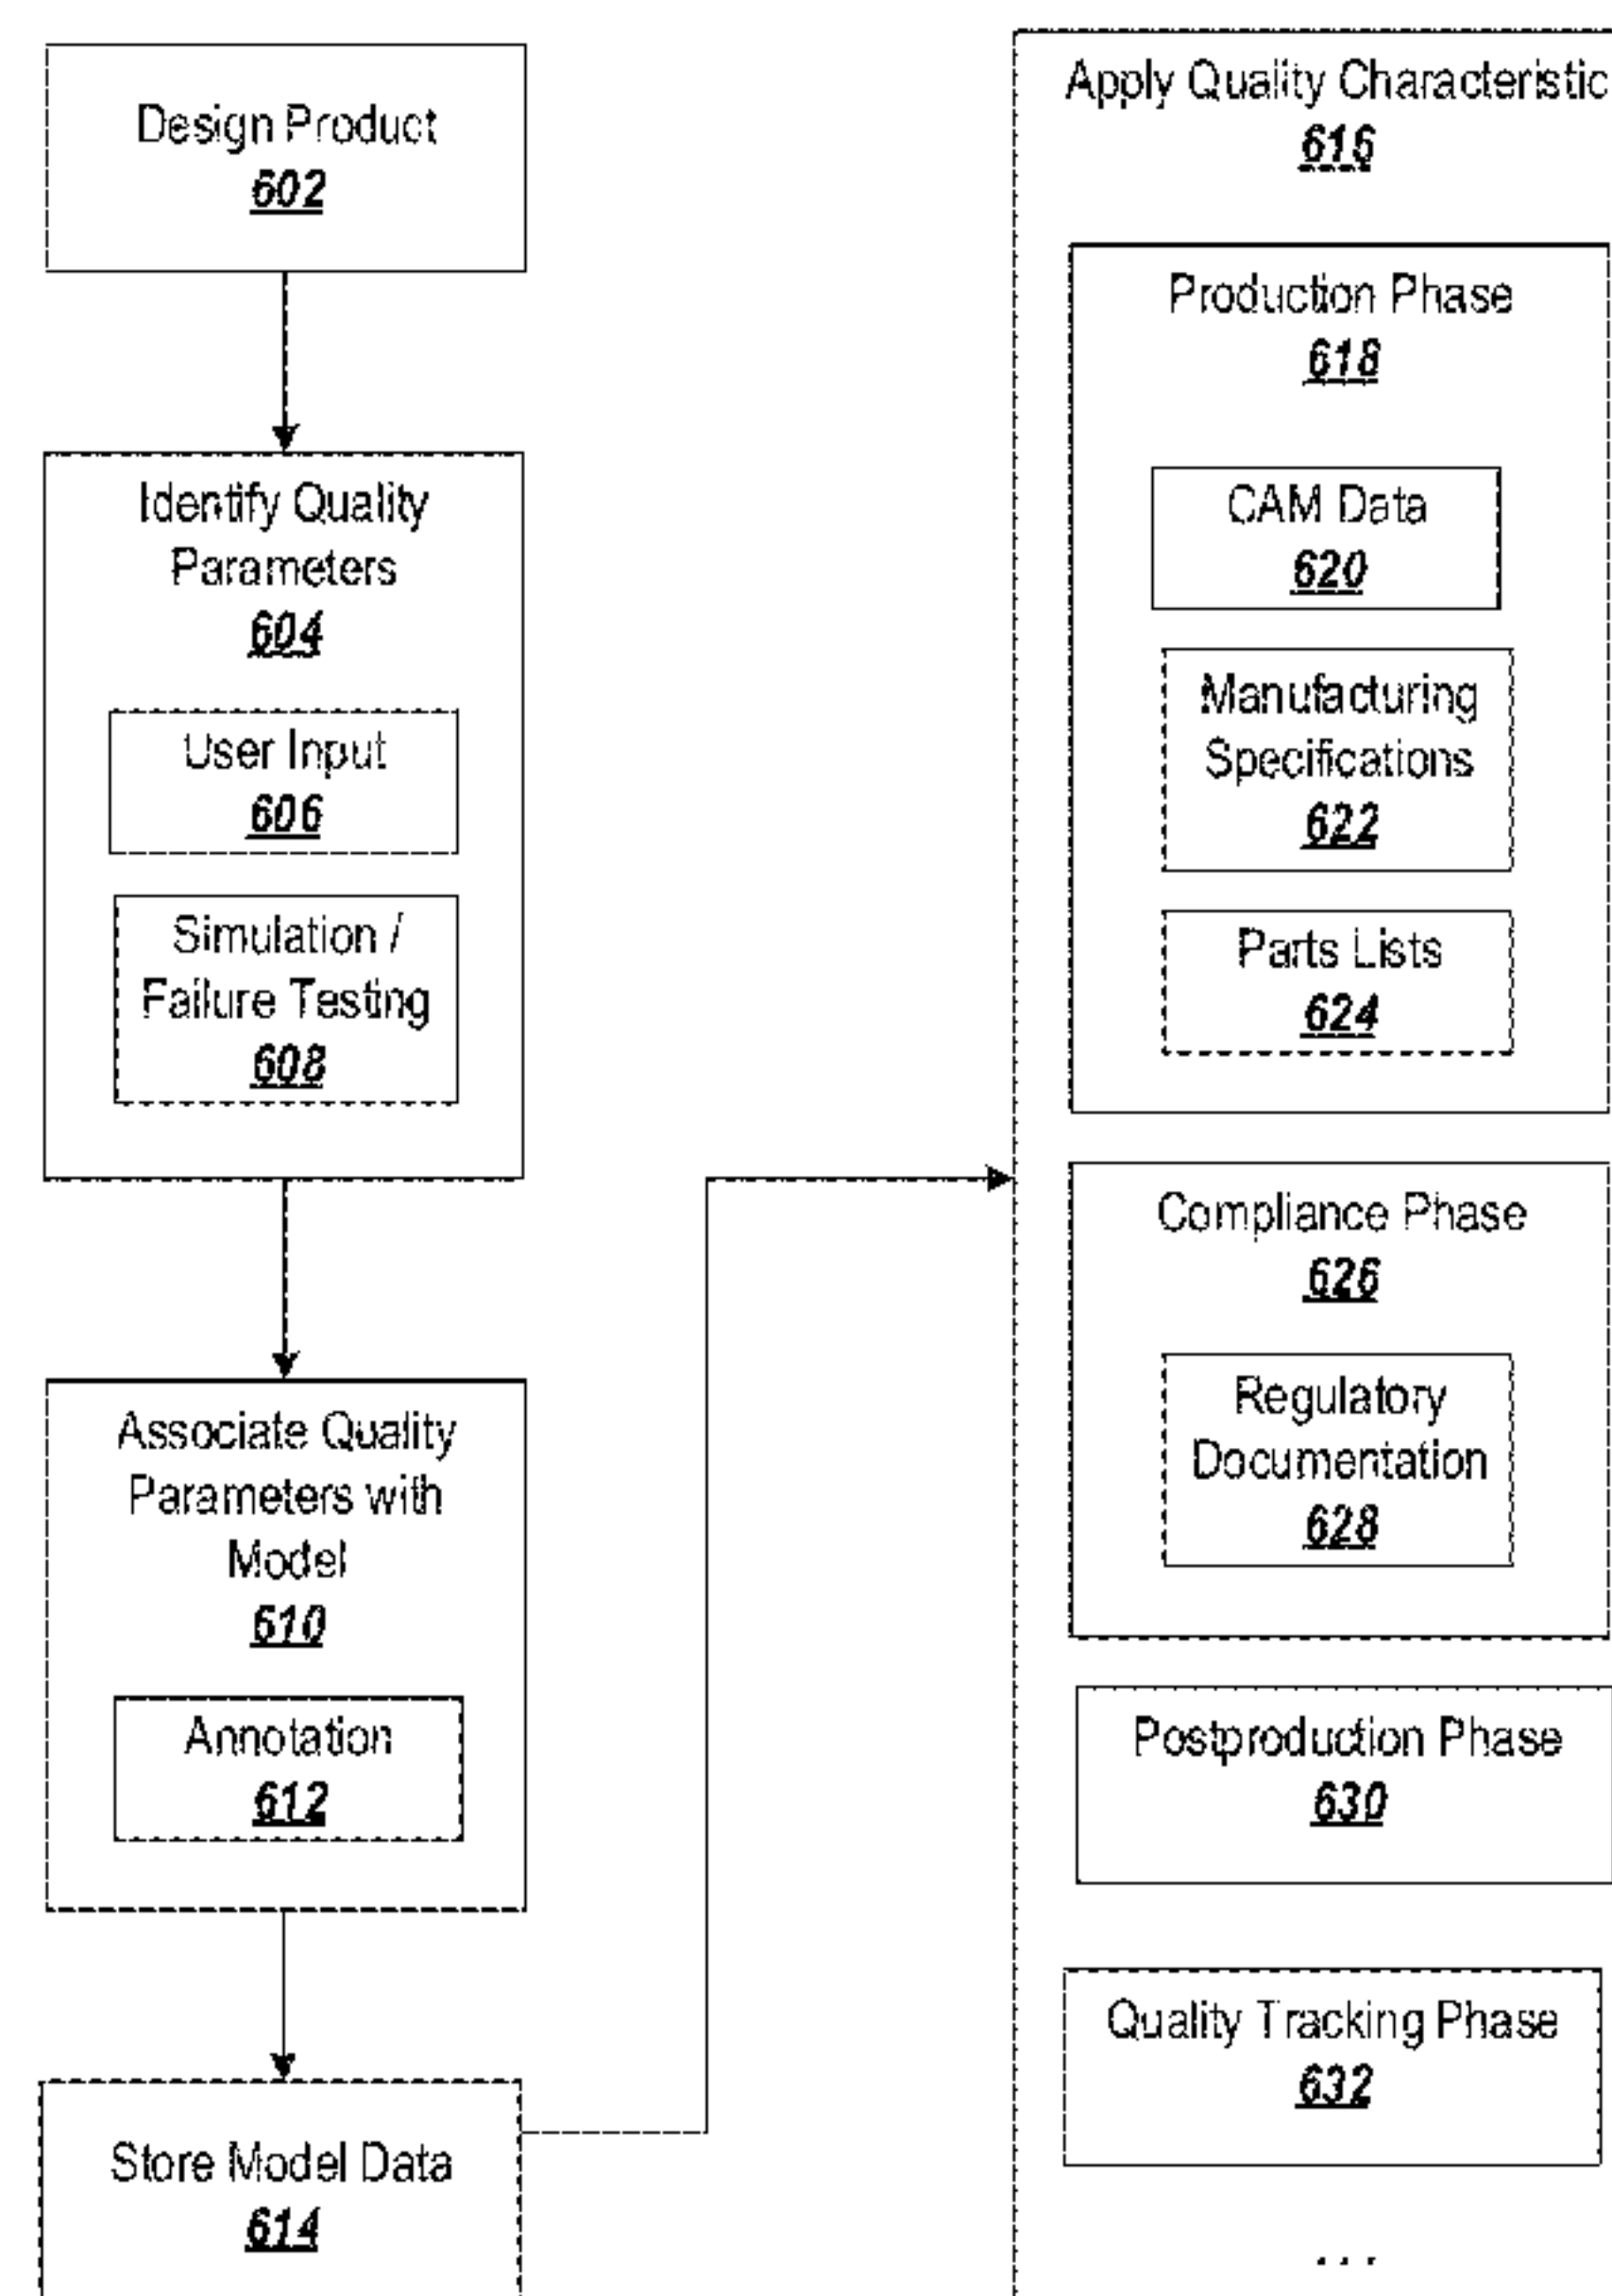 Design Product
602
Identify Quality
Parameters
604
User Input
606
Simulation /
Failure Testing
608
Associate Quality
Parameters with
Model
610
Annotation
612
Store Model Data
614
Apply Quality Characteristic
616
Production Phase
618
CAM Data
620
Manufacturing
Specifications
622
Parts Lists
624
Compliance Phase
626
Regulatory
Documentation
628
Postproduction Phase
630
Quality Tracking Phase
632
...